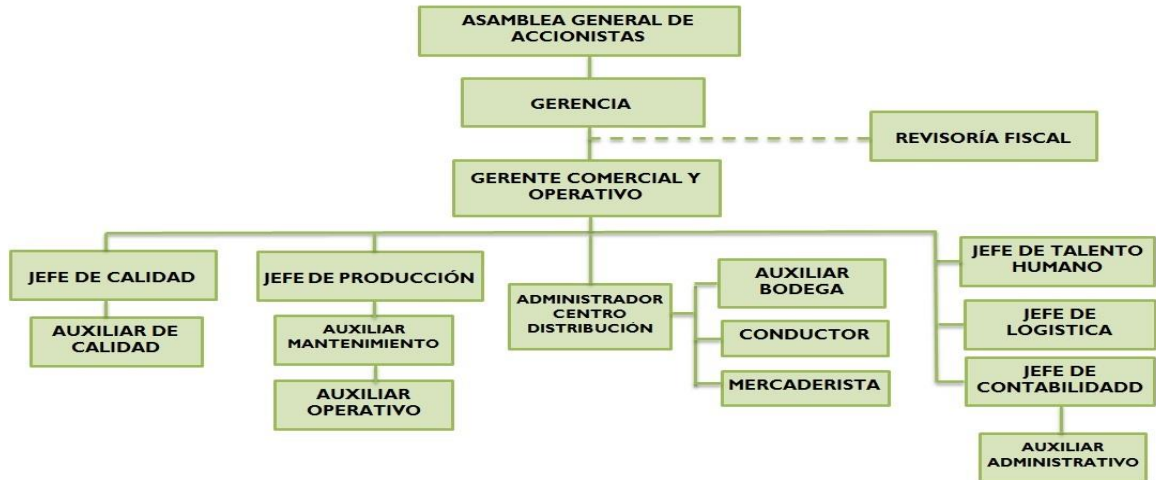 ASAMBLEA GENERAL DE
ACCIONISTAS
GERENCIA
REVISORÍA FISCAL
GERENTE COMERCIAL Y
OPERATIVO
JEFE DE CALIDAD
AUXILIAR DE
CALIDAD
JEFE DE PRODUCCIÓN
AUXILIAR
MANTENIMIENTO
AUXILIAR
OPERATIVO
ADMINISTRADOR
CENTRO
DISTRIBUCIÓN
AUXILIAR
BODEGA
CONDUCTOR
MERCADERISTA
JEFE DE TALENTO
HUMANO
JEFE DE
LOGISTICA
JEFE DE
CONTABILIDADD
AUXILIAR
ADMINISTRATIVO